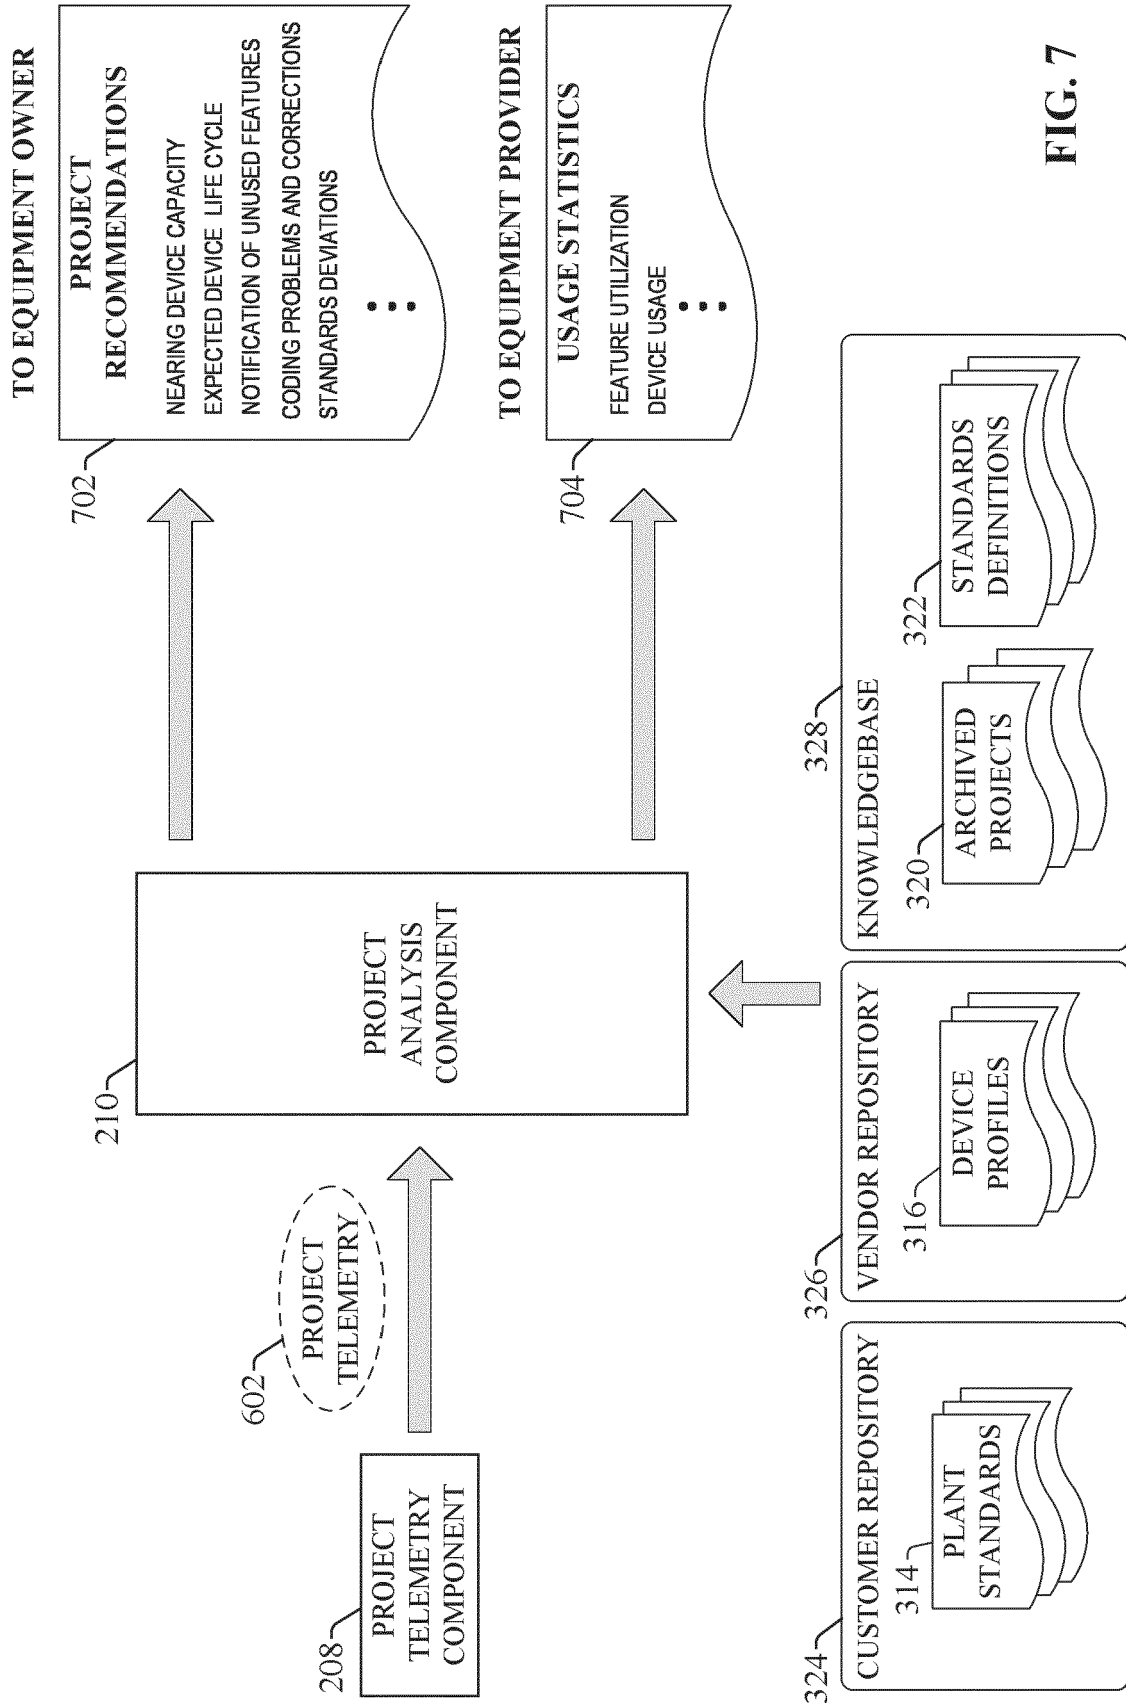 TO EQUIPMENT OWNER
702
PROJECT
RECOMMENDATIONS
NEARING DEVICE CAPACITY
EXPECTED DEVICE LIFE CYCLE
NOTIFICATION OF UNUSED FEATURES
CODING PROBLEMS AND CORRECTIONS
STANDARDS DEVIATIONS
210
PROJECT
ANALYSIS
COMPONENT
602
PROJECT
TELEMETRY
208
PROJECT
TELEMETRY
COMPONENT
TO EQUIPMENT PROVIDER
704
USAGE STATISTICS
FEATURE UTILIZATION
DEVICE USAGE
324
CUSTOMER REPOSITORY
314
PLANT
STANDARDS
326
VENDOR REPOSITORY
316
DEVICE
PROFILES
328
KNOWLEDGEBASE
320
ARCHIVED
PROJECTS
322
STANDARDS
DEFINITIONS
FIG. 7